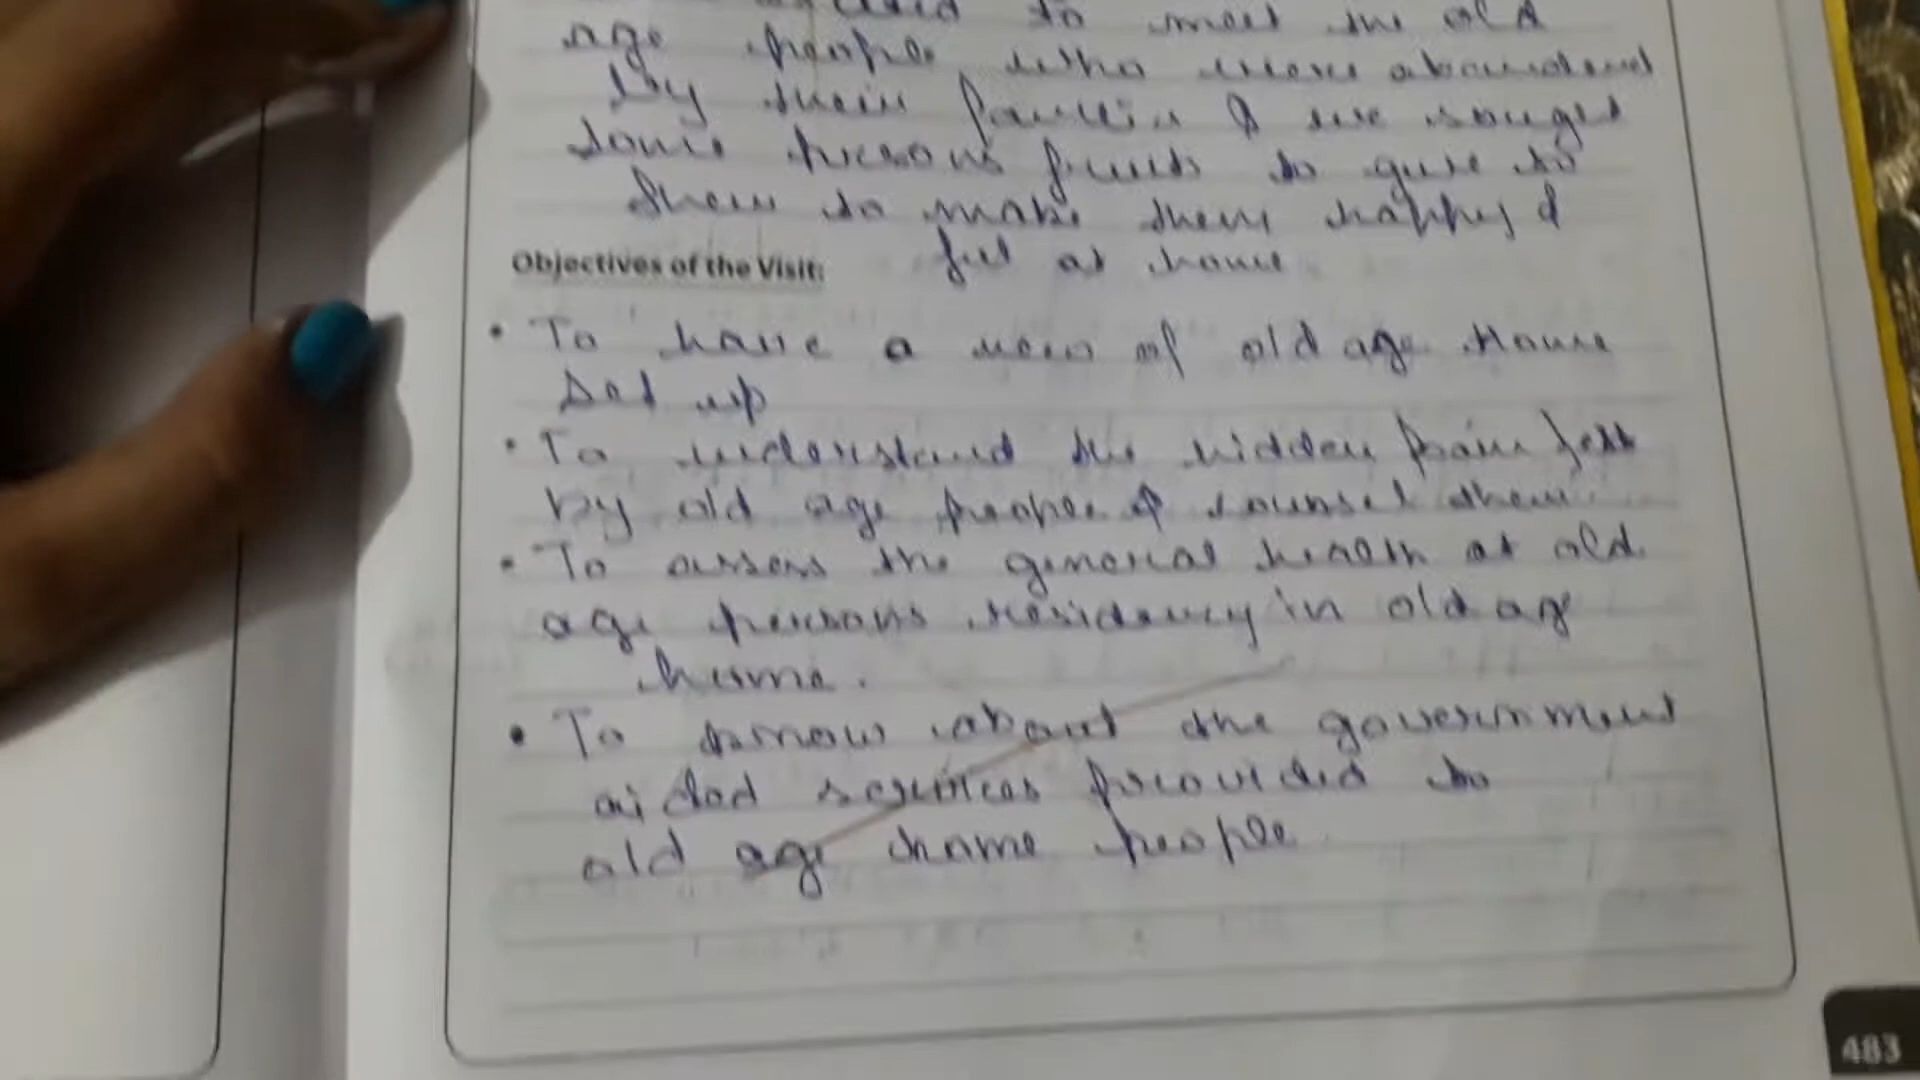 to meet the old
age people who were abandoned
by their families & we
some persons fruits to give to
them to make them happy &
feel at home
Objectives of the Visit:
• To have a view of old age Home
set up
• To understand the hidden pain felt
by old age people & counsel them.
• To assess the general health at old
age persons residency in old age
home.
• To know about the government
aided services provided to
old age home people
483